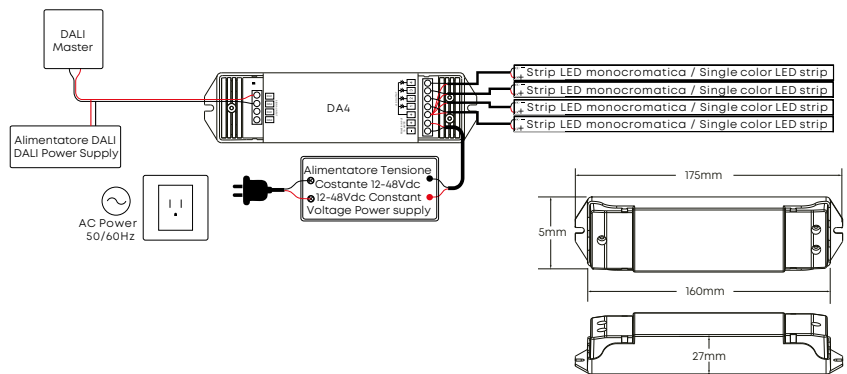 DALI
Master
Alimentatore DALI
DALI Power Supply
AC Power
50/60Hz
DA4
Alimentatore Tensione
Costante 12-48Vdc
12-48Vdc Constant
Voltage Power supply
Strip LED monocromatica / Single color LED strip
Strip LED monocromatica / Single color LED strip
Strip LED monocromatica / Single color LED strip
Strip LED monocromatica / Single color LED strip
175mm
5mm
160mm
27mm